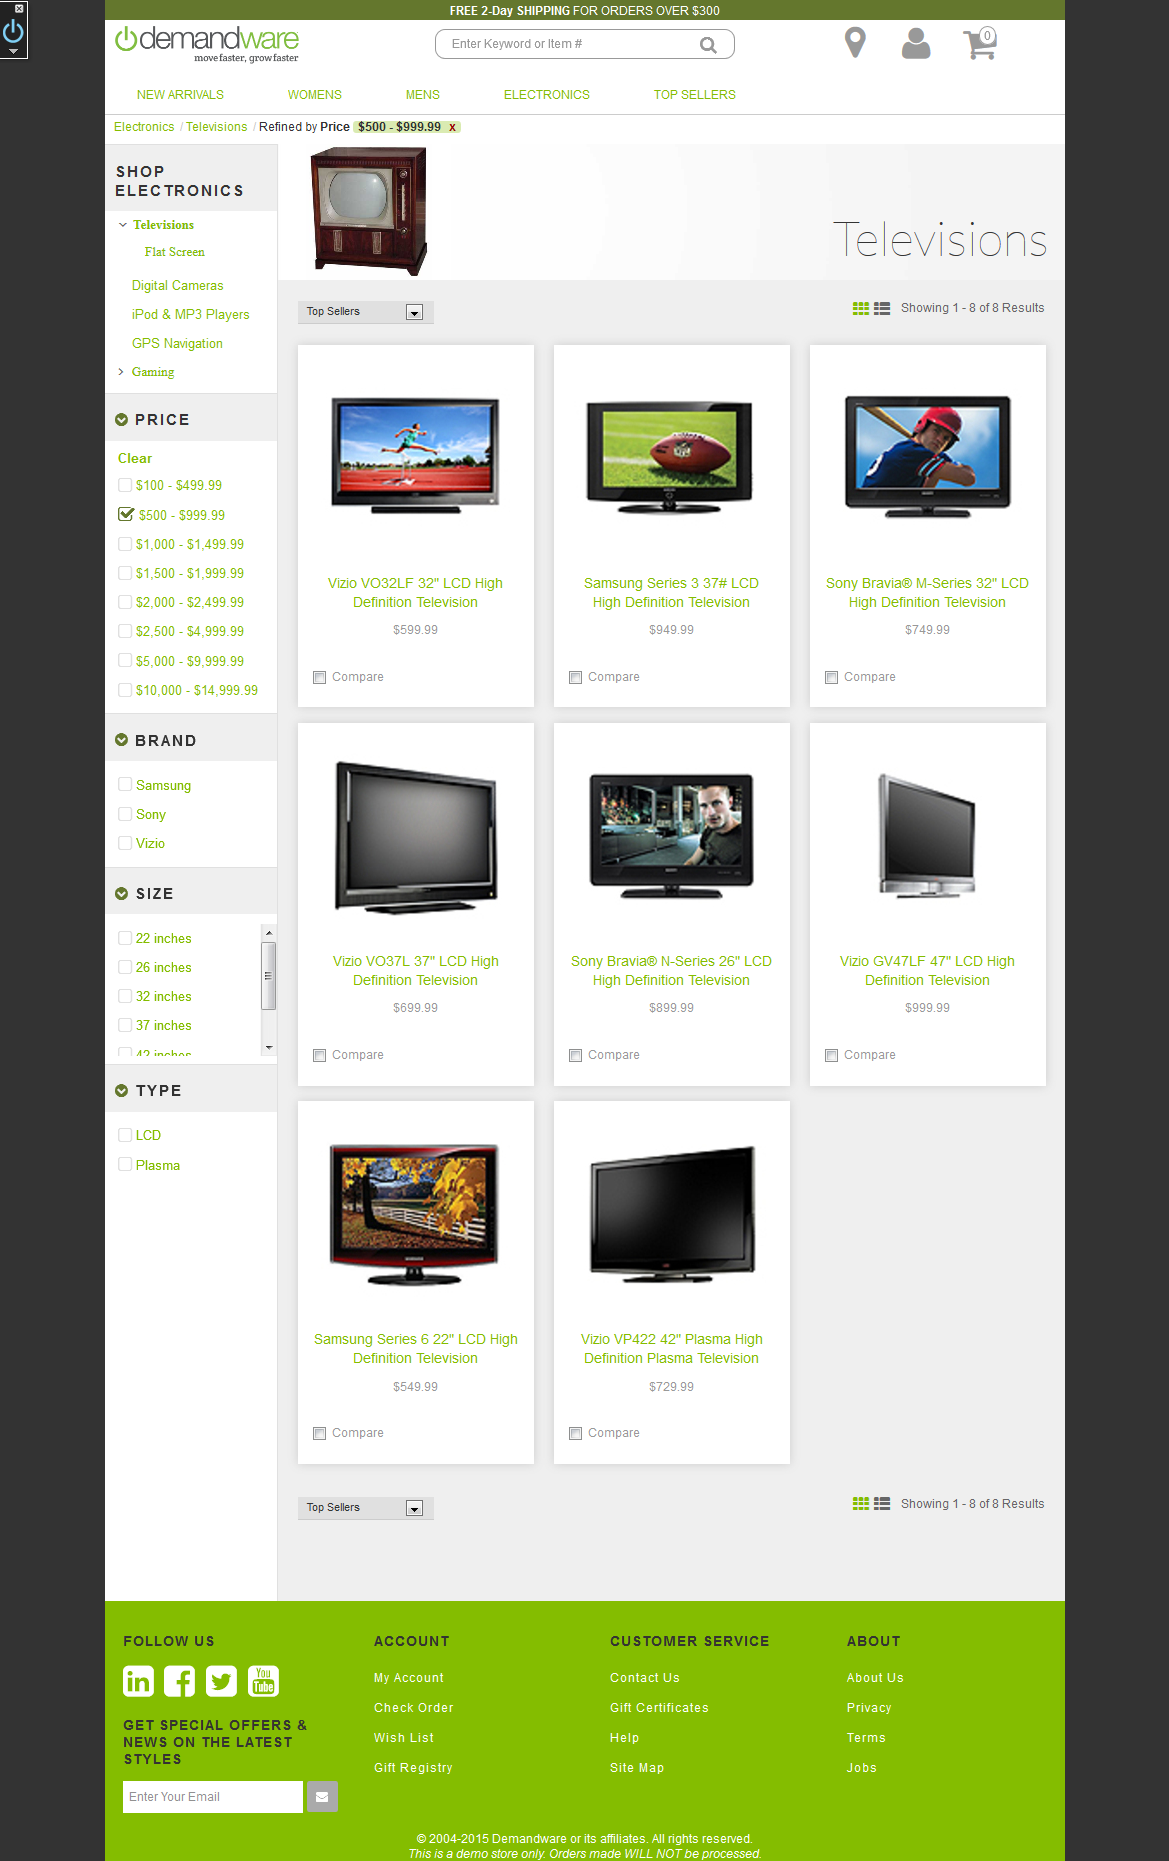 FREE 2-Day SHIPPING FOR ORDERS OVER $300
demandware
move faster, grow faster
Enter Keyword or Item #
0
NEW ARRIVALS
WOMENS
MENS
ELECTRONICS
TOP SELLERS
Electronics / Televisions / Refined by Price $500 - $999.99 x
SHOP
ELECTRONICS
Televisions
Flat Screen
Digital Cameras
iPod & MP3 Players
GPS Navigation
Gaming
PRICE
Clear
$100 - $499.99
$500 - $999.99
$1,000 - $1,499.99
$1,500 - $1,999.99
$2,000 - $2,499.99
$2,500 - $4,999.99
$5,000 - $9,999.99
$10,000 - $14,999.99
BRAND
Samsung
Sony
Vizio
SIZE
22 inches
26 inches
32 inches
37 inches
42 inches
TYPE
LCD
Plasma
Televisions
Top Sellers
Showing 1 - 8 of 8 Results
Vizio VO32LF 32" LCD High
Definition Television
$599.99
Compare
Samsung Series 3 37# LCD
High Definition Television
$949.99
Compare
Sony Bravia® M-Series 32" LCD
High Definition Television
$749.99
Compare
Vizio VO37L 37" LCD High
Definition Television
$699.99
Compare
Sony Bravia® N-Series 26" LCD
High Definition Television
$899.99
Compare
Vizio GV47LF 47" LCD High
Definition Television
$999.99
Compare
Samsung Series 6 22" LCD High
Definition Television
$549.99
Compare
Vizio VP422 42" Plasma High
Definition Plasma Television
$729.99
Compare
Top Sellers
Showing 1 - 8 of 8 Results
FOLLOW US
in
You
Tube
GET SPECIAL OFFERS &
NEWS ON THE LATEST
STYLES
Enter Your Email
ACCOUNT
My Account
Check Order
Wish List
Gift Registry
CUSTOMER SERVICE
Contact Us
Gift Certificates
Help
Site Map
ABOUT
About Us
Privacy
Terms
Jobs
© 2004-2015 Demandware or its affiliates. All rights reserved.
This is a demo store only. Orders made WILL NOT be processed.